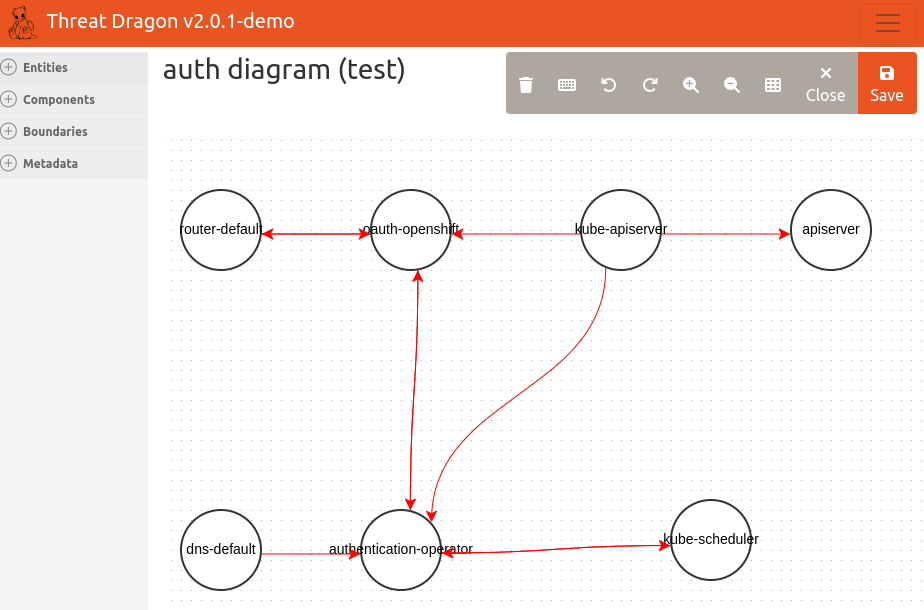 Threat Dragon v2.0.1-demo
Entities
Components
Boundaries
Metadata
auth diagram (test)
Close
Save
router-default
oauth-openshift
kube-apiserver
apiserver
dns-default
authentication-operator
kube-scheduler